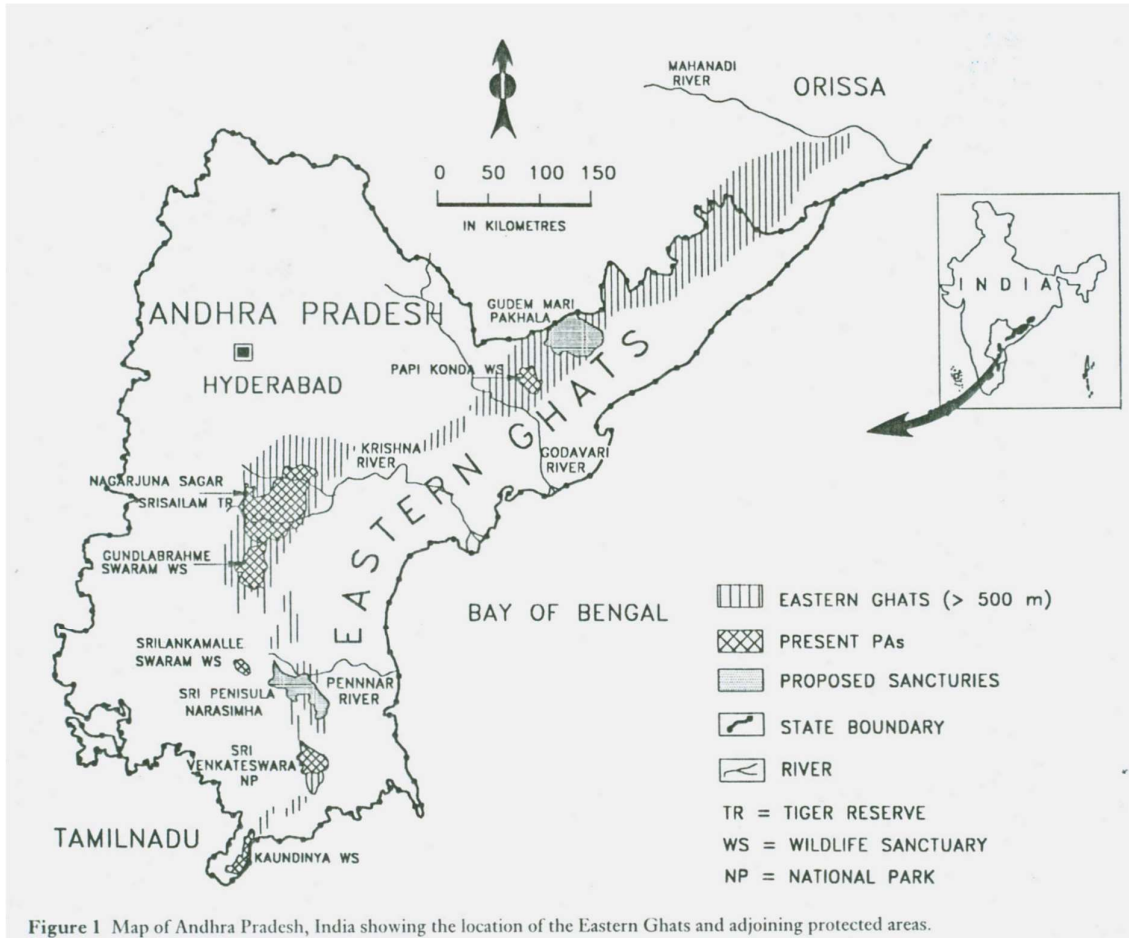 MAHANADI
RIVER
ORISSA
0 50 100 150
IN KILOMETRES
INDIA
ANDHRA PRADESH
HYDERABAD
GUDEM MARI
PAKHALA
PAPI KONDA WS
EASTERN GHATS
KRISHNA
RIVER
GODAVARI
RIVER
NAGARJUNA SAGAR
SRISAILAM TR
GUNDLABRAHME
SWARAM WS
BAY OF BENGAL
SRILANKAMALLE
SWARAM WS
SRI PENISULA
NARASIMHA
PENNNAR
RIVER
SRI
VENKATESWARA
NP
TAMILNADU
KAUNDINYA WS
EASTERN GHATS (> 500 m)
PRESENT PAs
PROPOSED SANCTURIES
STATE BOUNDARY
RIVER
TR = TIGER RESERVE
WS = WILDLIFE SANCTUARY
NP = NATIONAL PARK
Figure 1 Map of Andhra Pradesh, India showing the location of the Eastern Ghats and adjoining protected areas.